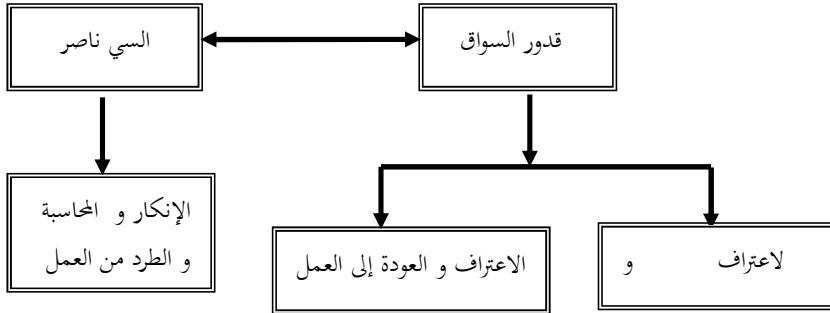 قدور السواق
السي ناصر
لاعتراف و
الاعتراف و العودة إلى العمل
الإنكار و المحاسبة
و الطرد من العمل